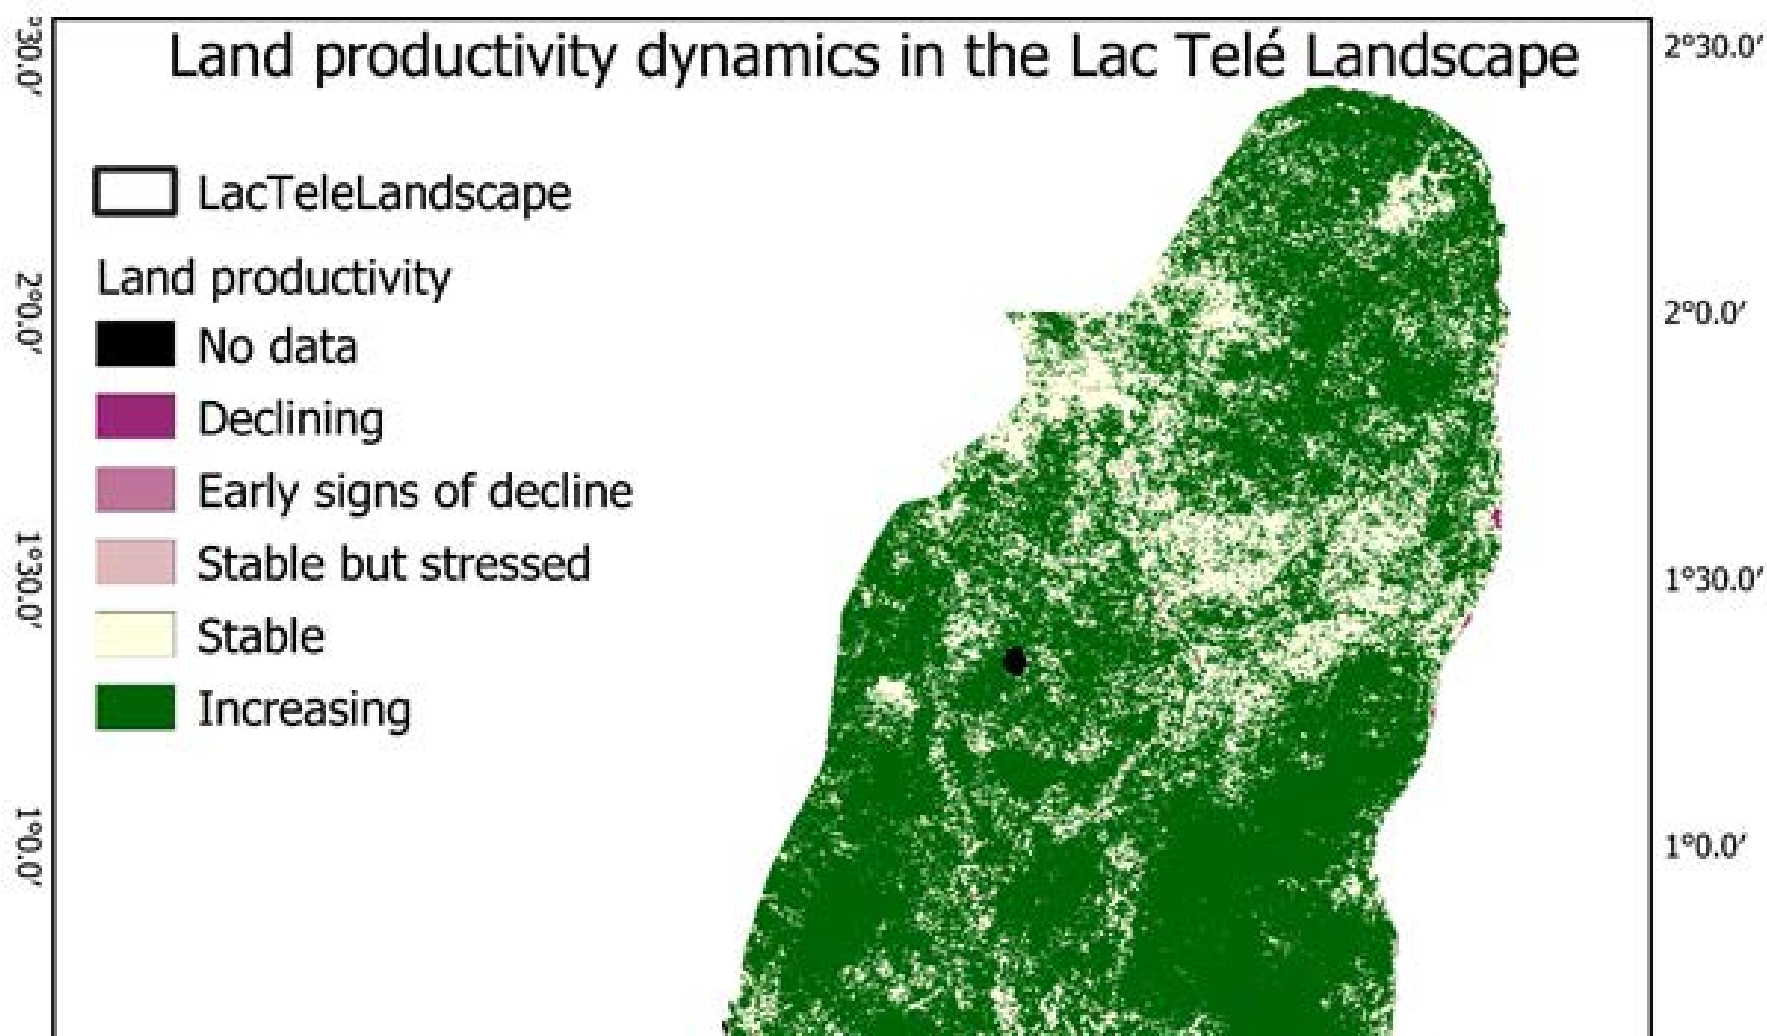 Land productivity dynamics in the Lac Telé Landscape
°30.0′
2°30.0′
LacTeleLandscape
Land productivity
2°0.0′
2°0.0′
No data
Declining
Early signs of decline
Stable but stressed
1°30.0′
1°30.0′
Stable
Increasing
1°0.0′
1°0.0′